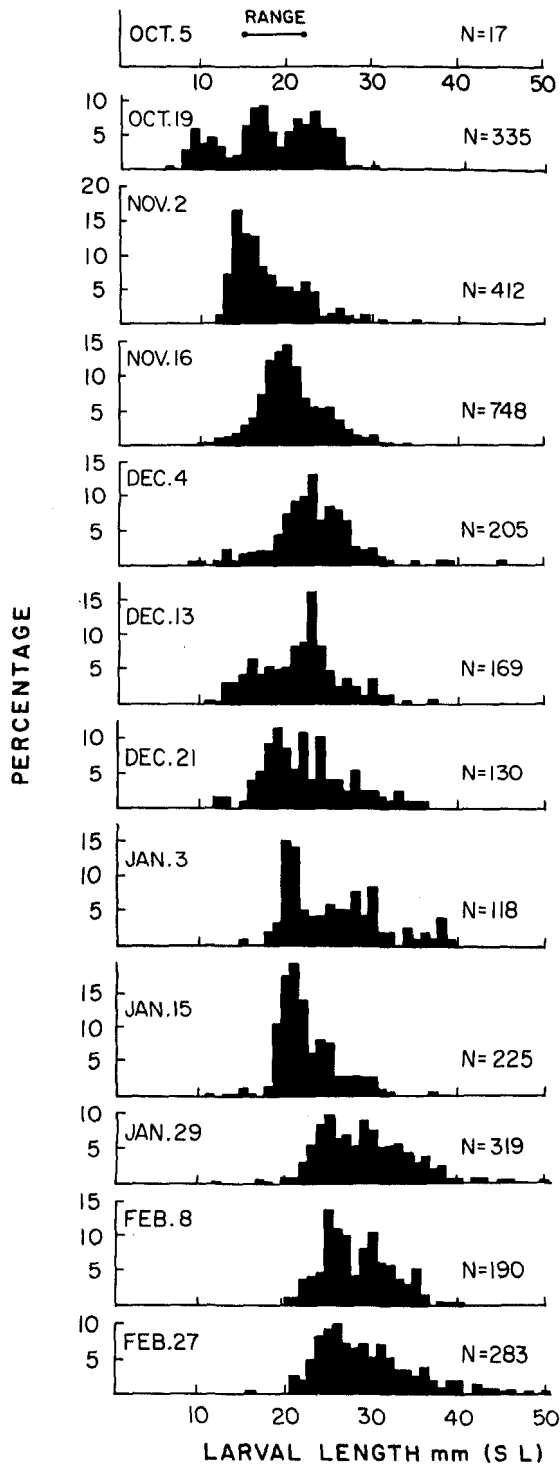 RANGE
OCT. 5 N=17
10 20 30 40 50
10
5
OCT.19 N=335
20
15
10
5
NOV. 2 N=412
15
10
5
NOV.16 N=748
15
10
5
DEC. 4 N=205
15
10
5
DEC.13 N=169
10
5
DEC. 21 N=130
15
10
5
JAN. 3 N=118
15
10
5
JAN.15 N=225
10
5
JAN. 29 N=319
15
10
5
FEB. 8 N=190
10
5
FEB. 27 N=283
10 20 30 40 50
PERCENTAGE
LARVAL LENGTH mm (S L)